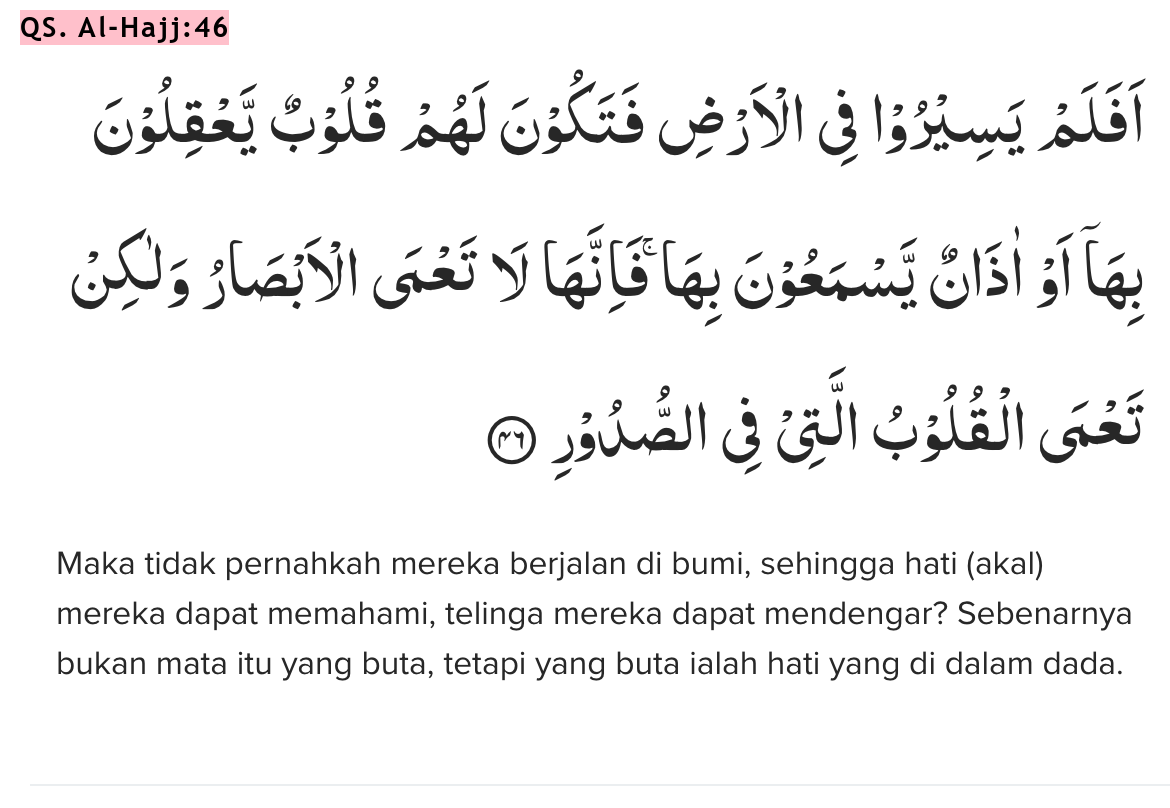 QS. Al-Hajj:46
اَفَلَمْ يَسِيْرُوْا فِى الْاَرْضِ فَتَكُوْنَ لَهُمْ قُلُوْبٌ يَّعْقِلُوْنَ
بِهَآ اَوْ اٰذَانٌ يَّسْمَعُوْنَ بِهَاۚ فَاِنَّهَا لَا تَعْمَى الْاَبْصَارُ وَلٰكِنْ
تَعْمَى الْقُلُوْبُ الَّتِيْ فِى الصُّدُوْرِ ٤٦
Maka tidak pernahkah mereka berjalan di bumi, sehingga hati (akal)
mereka dapat memahami, telinga mereka dapat mendengar? Sebenarnya
bukan mata itu yang buta, tetapi yang buta ialah hati yang di dalam dada.